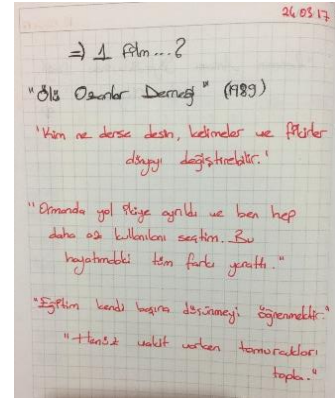 24.03.17
=) 1 film...?
"Ölü Ozanlar Derneği" (1989)
'Kim ne derse desin, kelimeler ve fikirler
dünyayı değiştirebilir.'
"Ormanda yol ikiye ayrıldı ve ben hep
daha az kullanılanı seçtim. Bu
hayatımdaki tüm farkı yarattı."
"Eğitim kendi başına düşünmeyi öğrenmektir."
"Henüz vakit varken tomurcukları
topla."